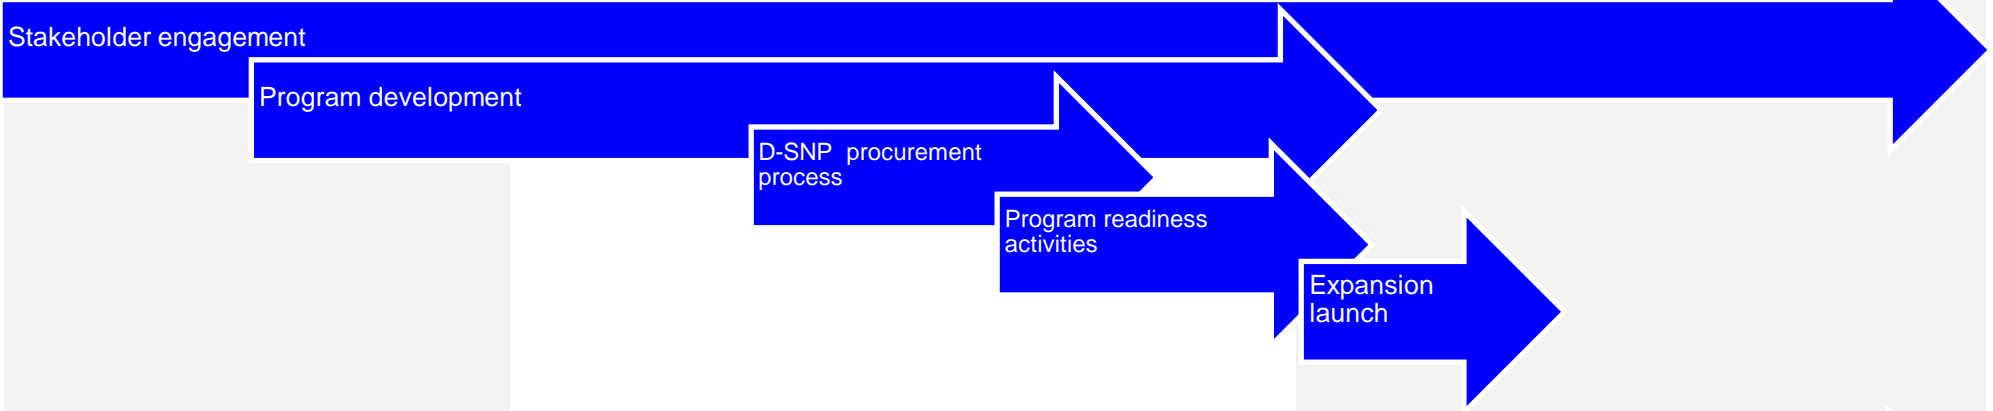 Stakeholder engagement
Program development
D-SNP procurement
process
Program readiness
activities
Expansion
launch